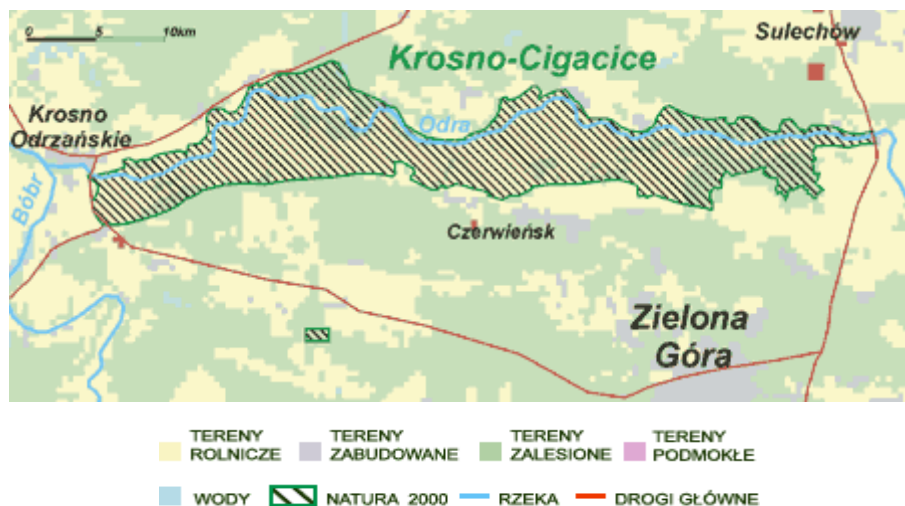 0 5 10km
Sulechów
Krosno-Cigacice
Krosno
Odrzańskie
Odra
Bóbr
Czerwieńsk
Zielona
Góra
TERENY ROLNICZE
TERENY ZABUDOWANE
TERENY ZALESIONE
TERENY PODMOKŁE
WODY
NATURA 2000
RZEKA
DROGI GŁÓWNE